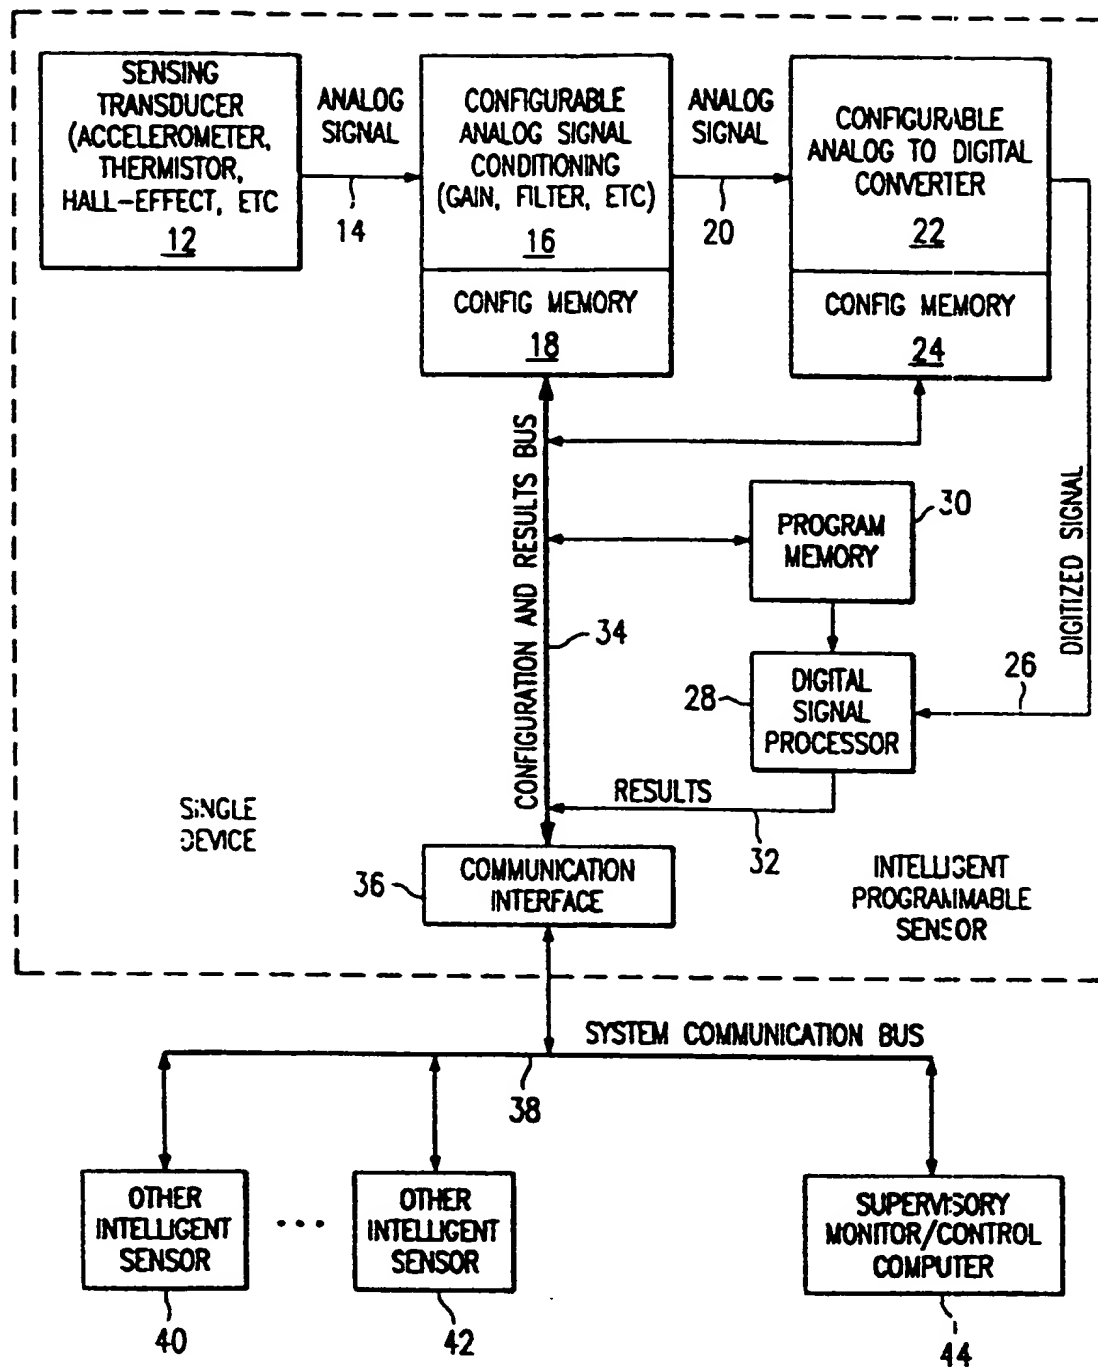 SENSING
TRANSDUCER
(ACCELEROMETER,
THERMISTOR,
HALL-EFFECT, ETC
12
ANALOG
SIGNAL
14
CONFIGURABLE
ANALOG SIGNAL
CONDITIONING
(GAIN, FILTER, ETC)
16
CONFIG MEMORY
18
ANALOG
SIGNAL
20
CONFIGURABLE
ANALOG TO DIGITAL
CONVERTER
22
CONFIG MEMORY
24
CONFIGURATION AND RESULTS BUS
34
PROGRAM
MEMORY
30
DIGITIZED SIGNAL
26
DIGITAL
SIGNAL
PROCESSOR
28
RESULTS
32
SINGLE
DEVICE
COMMUNICATION
INTERFACE
36
INTELLIGENT
PROGRAMMABLE
SENSOR
SYSTEM COMMUNICATION BUS
38
OTHER
INTELLIGENT
SENSOR
40
...
OTHER
INTELLIGENT
SENSOR
42
SUPERVISORY
MONITOR/CONTROL
COMPUTER
44